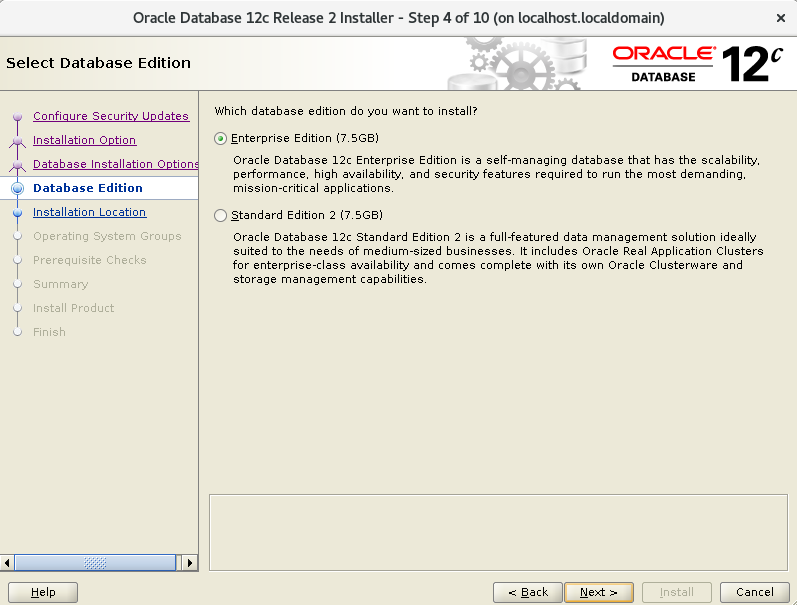 Oracle Database 12c Release 2 Installer - Step 4 of 10 (on localhost.localdomain)
×
Select Database Edition
ORACLE
DATABASE
12c
Configure Security Updates
Installation Option
Database Installation Options
Database Edition
Installation Location
Operating System Groups
Prerequisite Checks
Summary
Install Product
Finish
Which database edition do you want to install?
Enterprise Edition (7.5GB)
Oracle Database 12c Enterprise Edition is a self-managing database that has the scalability,
performance, high availability, and security features required to run the most demanding,
mission-critical applications.
Standard Edition 2 (7.5GB)
Oracle Database 12c Standard Edition 2 is a full-featured data management solution ideally
suited to the needs of medium-sized businesses. It includes Oracle Real Application Clusters
for enterprise-class availability and comes complete with its own Oracle Clusterware and
storage management capabilities.
Help
< Back
Next >
Install
Cancel